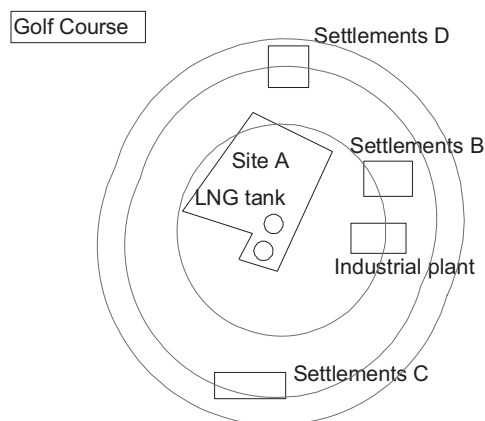 Golf Course
Settlements D
Settlements B
Site A
LNG tank
Industrial plant
Settlements C